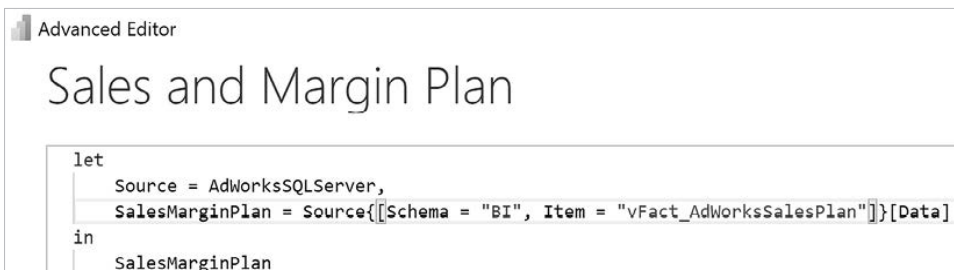 Advanced Editor
Sales and Margin Plan
let
    Source = AdWorksSQLServer,
    SalesMarginPlan = Source{[Schema = "BI", Item = "vFact_AdWorksSalesPlan"]}[Data]
in
    SalesMarginPlan